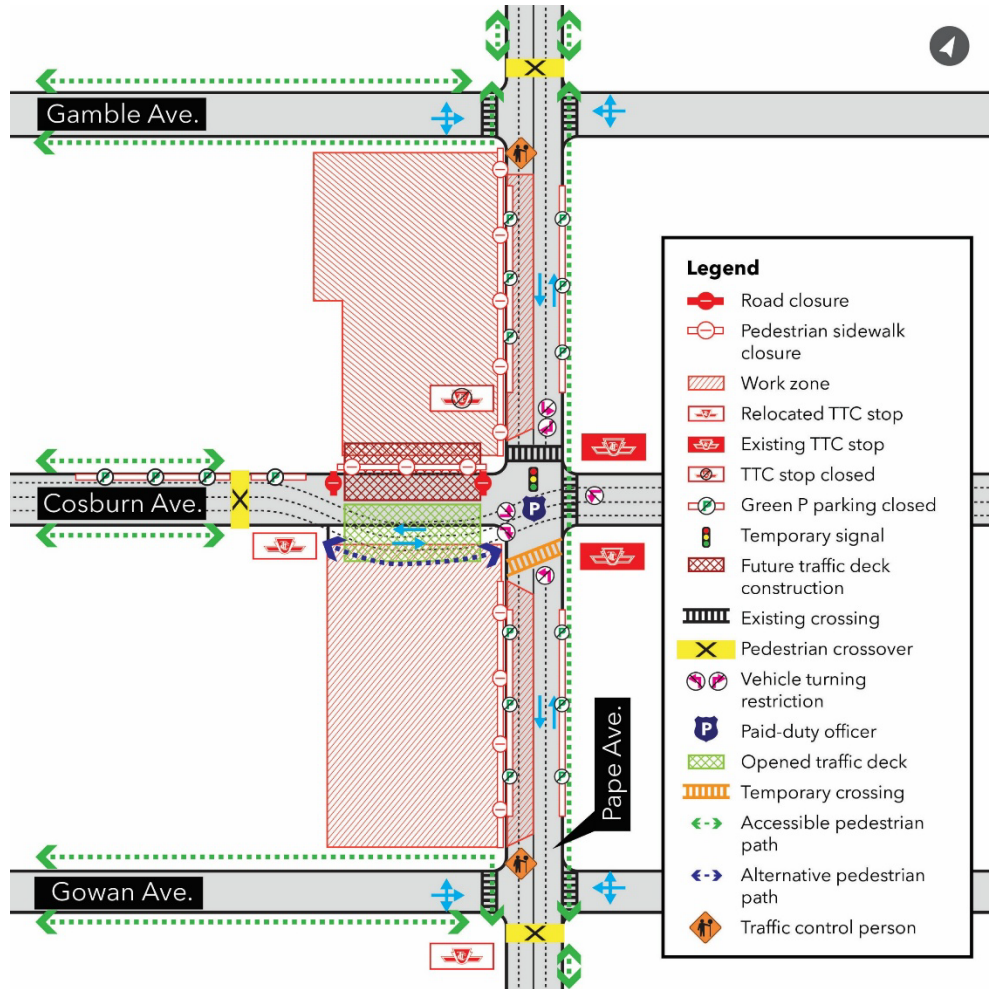 Gamble Ave.
Cosburn Ave.
Pape Ave.
Gowan Ave.
Legend
Road closure
Pedestrian sidewalk
closure
Work zone
Relocated TTC stop
Existing TTC stop
TTC stop closed
Green P parking closed
Temporary signal
Future traffic deck
construction
Existing crossing
Pedestrian crossover
Vehicle turning
restriction
Paid-duty officer
Opened traffic deck
Temporary crossing
Accessible pedestrian
path
Alternative pedestrian
path
Traffic control person